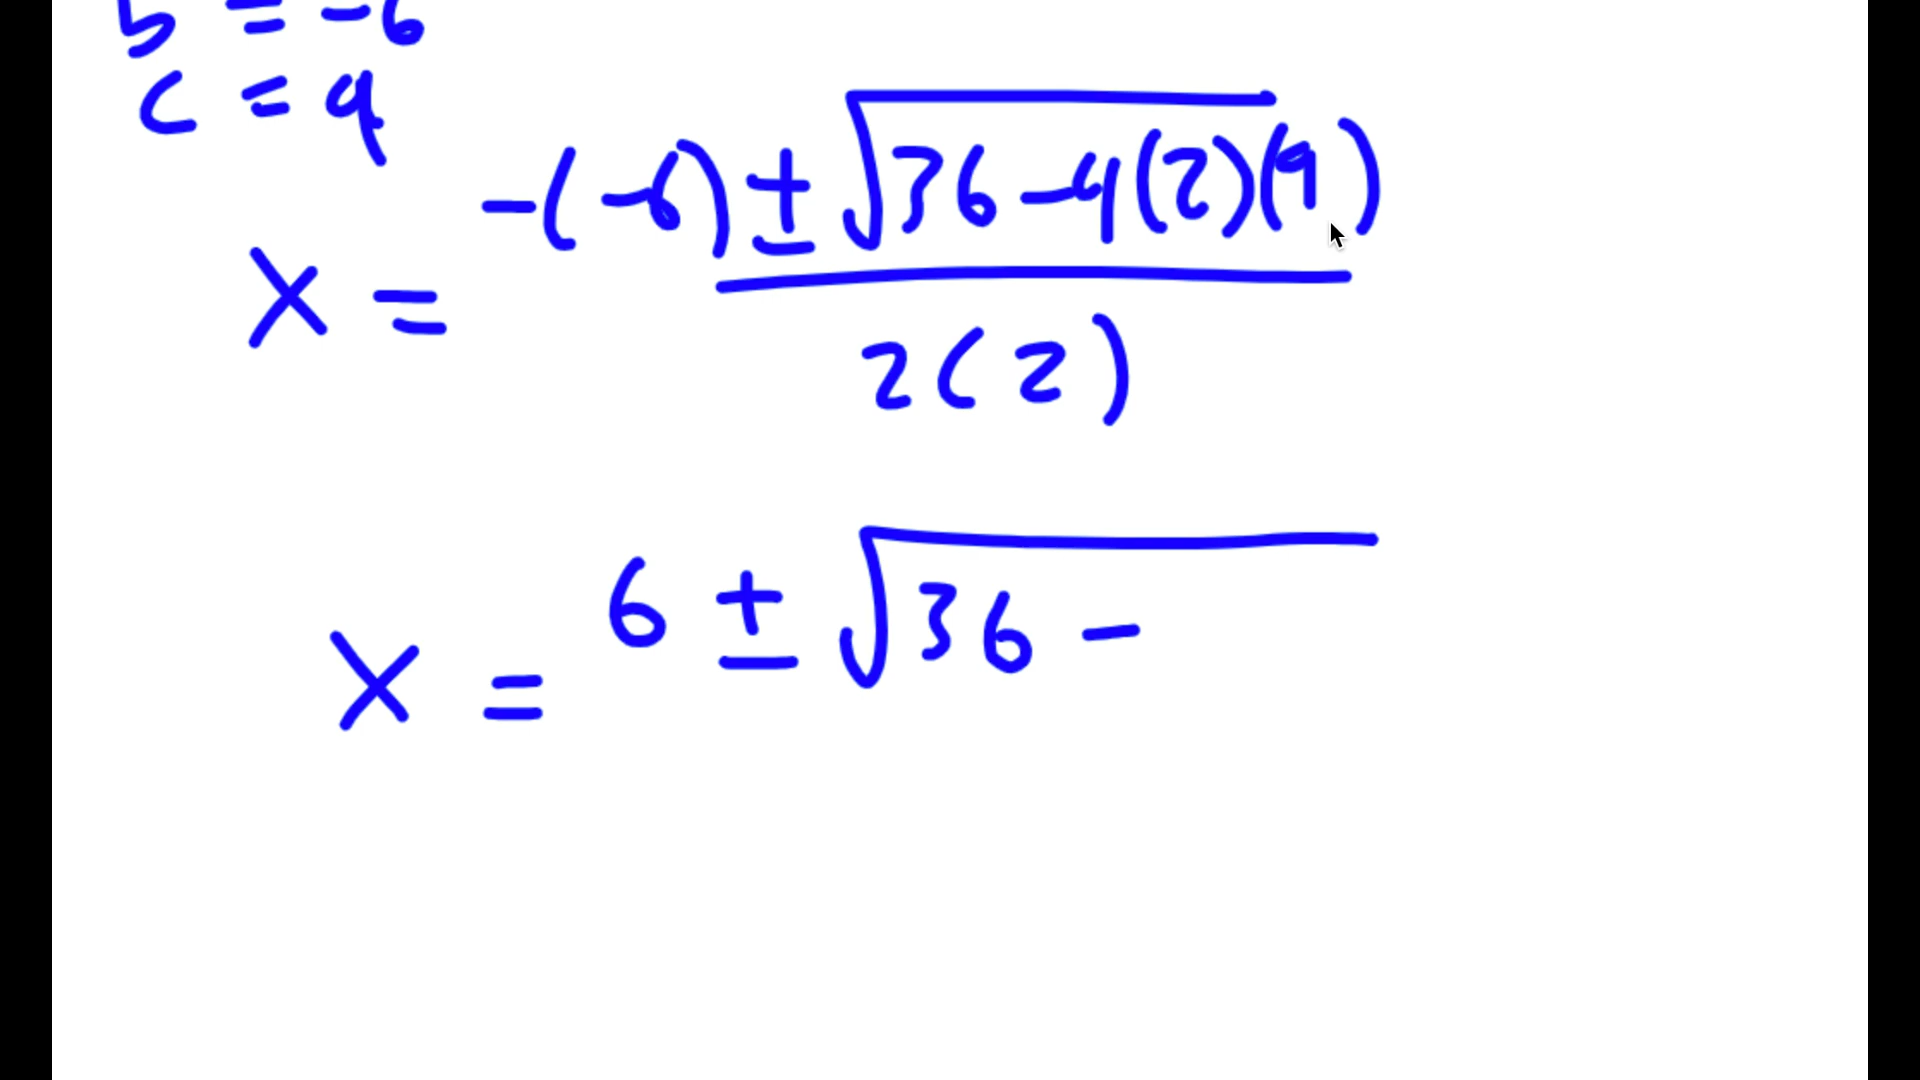 b = -6
c = 9
x = -(-6) ± √36-4(2)(9)
2(2)
x = 6 ± √36 -